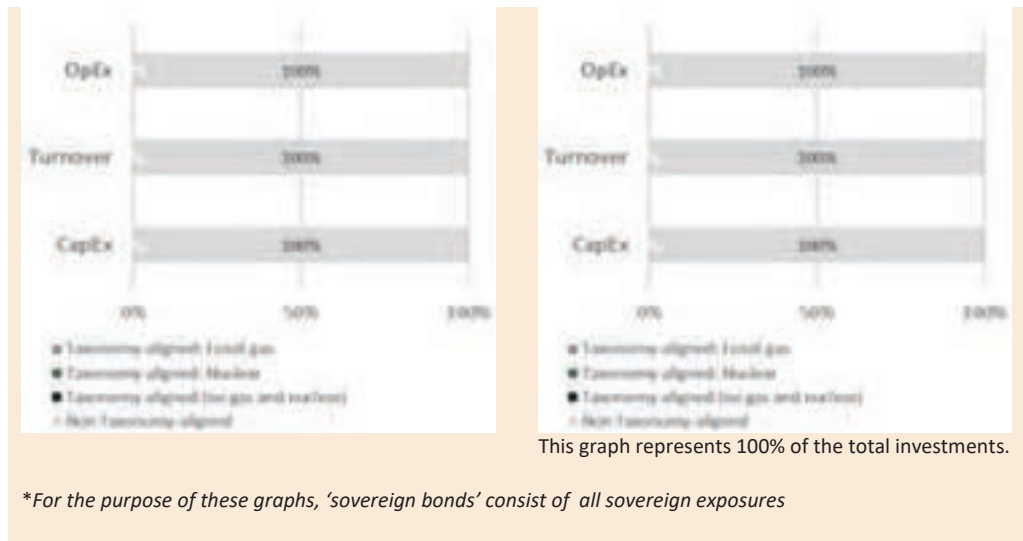 OpEx
100%
Turnover
100%
CapEx
100%
0% 50% 100%
Taxonomy-aligned: Fossil gas
Taxonomy-aligned: Nuclear
Taxonomy-aligned (no gas and nuclear)
Non Taxonomy-aligned
OpEx
100%
Turnover
100%
CapEx
100%
0% 50% 100%
Taxonomy-aligned: Fossil gas
Taxonomy-aligned: Nuclear
Taxonomy-aligned (no gas and nuclear)
Non Taxonomy-aligned
This graph represents 100% of the total investments.
*For the purpose of these graphs, ‘sovereign bonds’ consist of all sovereign exposures